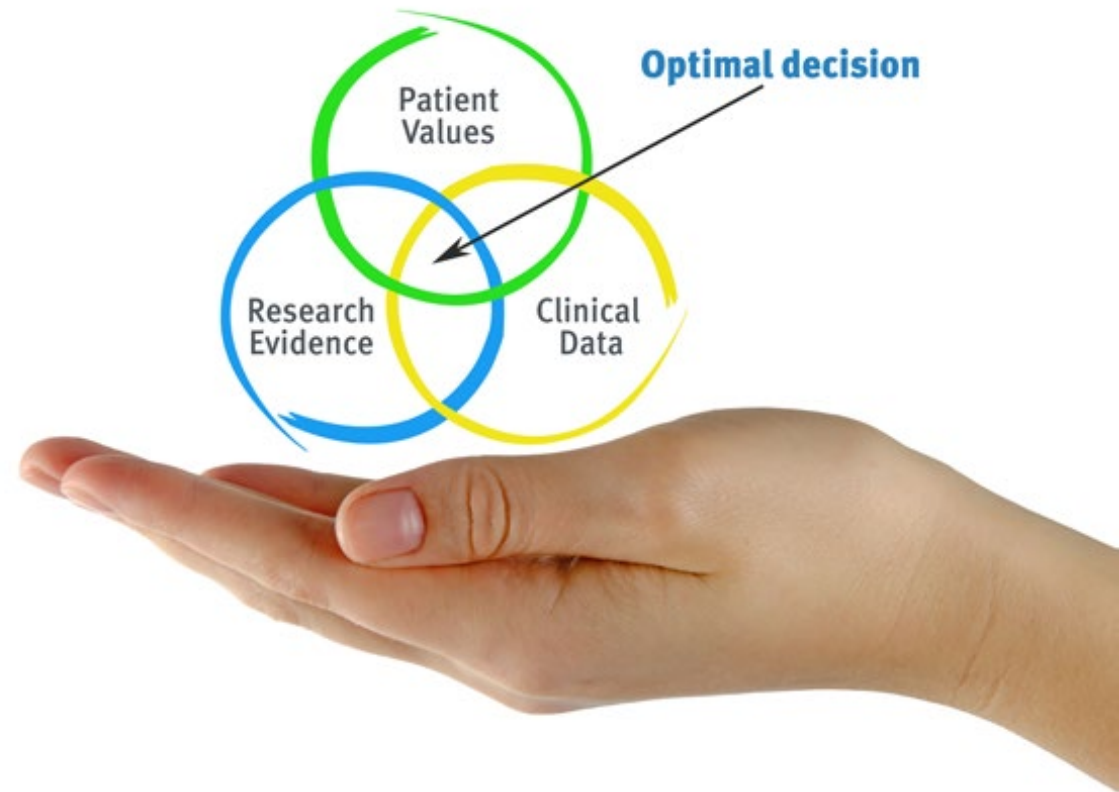 Optimal decision
Patient
Values
Research
Evidence
Clinical
Data